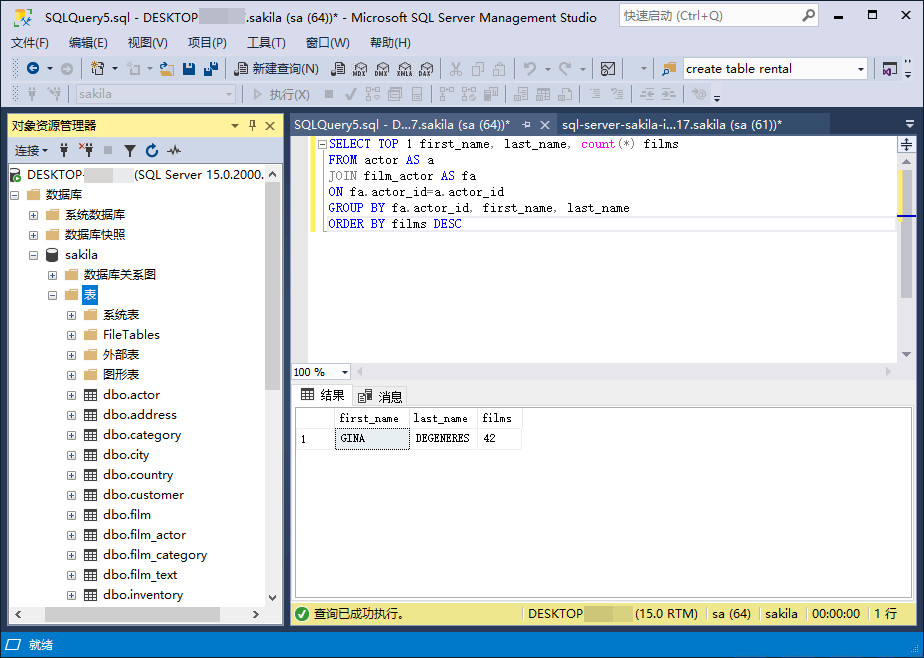 SQLQuery5.sql - DESKTOP .sakila (sa (64))* - Microsoft SQL Server Management Studio
快速启动 (Ctrl+Q)
文件(F) 编辑(E) 视图(V) 项目(P) 工具(T) 窗口(W) 帮助(H)
新建查询(N) MDX DMX XMLA DAX create table rental
sakila 执行(X)
对象资源管理器
连接
DESKTOP- (SQL Server 15.0.2000.
数据库
系统数据库
数据库快照
sakila
数据库关系图
表
系统表
FileTables
外部表
图形表
dbo.actor
dbo.address
dbo.category
dbo.city
dbo.country
dbo.customer
dbo.film
dbo.film_actor
dbo.film_category
dbo.film_text
dbo.inventory
SQLQuery5.sql - D...7.sakila (sa (64))* sql-server-sakila-i...17.sakila (sa (61))*
SELECT TOP 1 first_name, last_name, count(*) films
FROM actor AS a
JOIN film_actor AS fa
ON fa.actor_id=a.actor_id
GROUP BY fa.actor_id, first_name, last_name
ORDER BY films DESC
100 %
结果 消息
first_name last_name films
1 GINA DEGENERES 42
查询已成功执行。 DESKTOP (15.0 RTM) sa (64) sakila 00:00:00 1 行
就绪